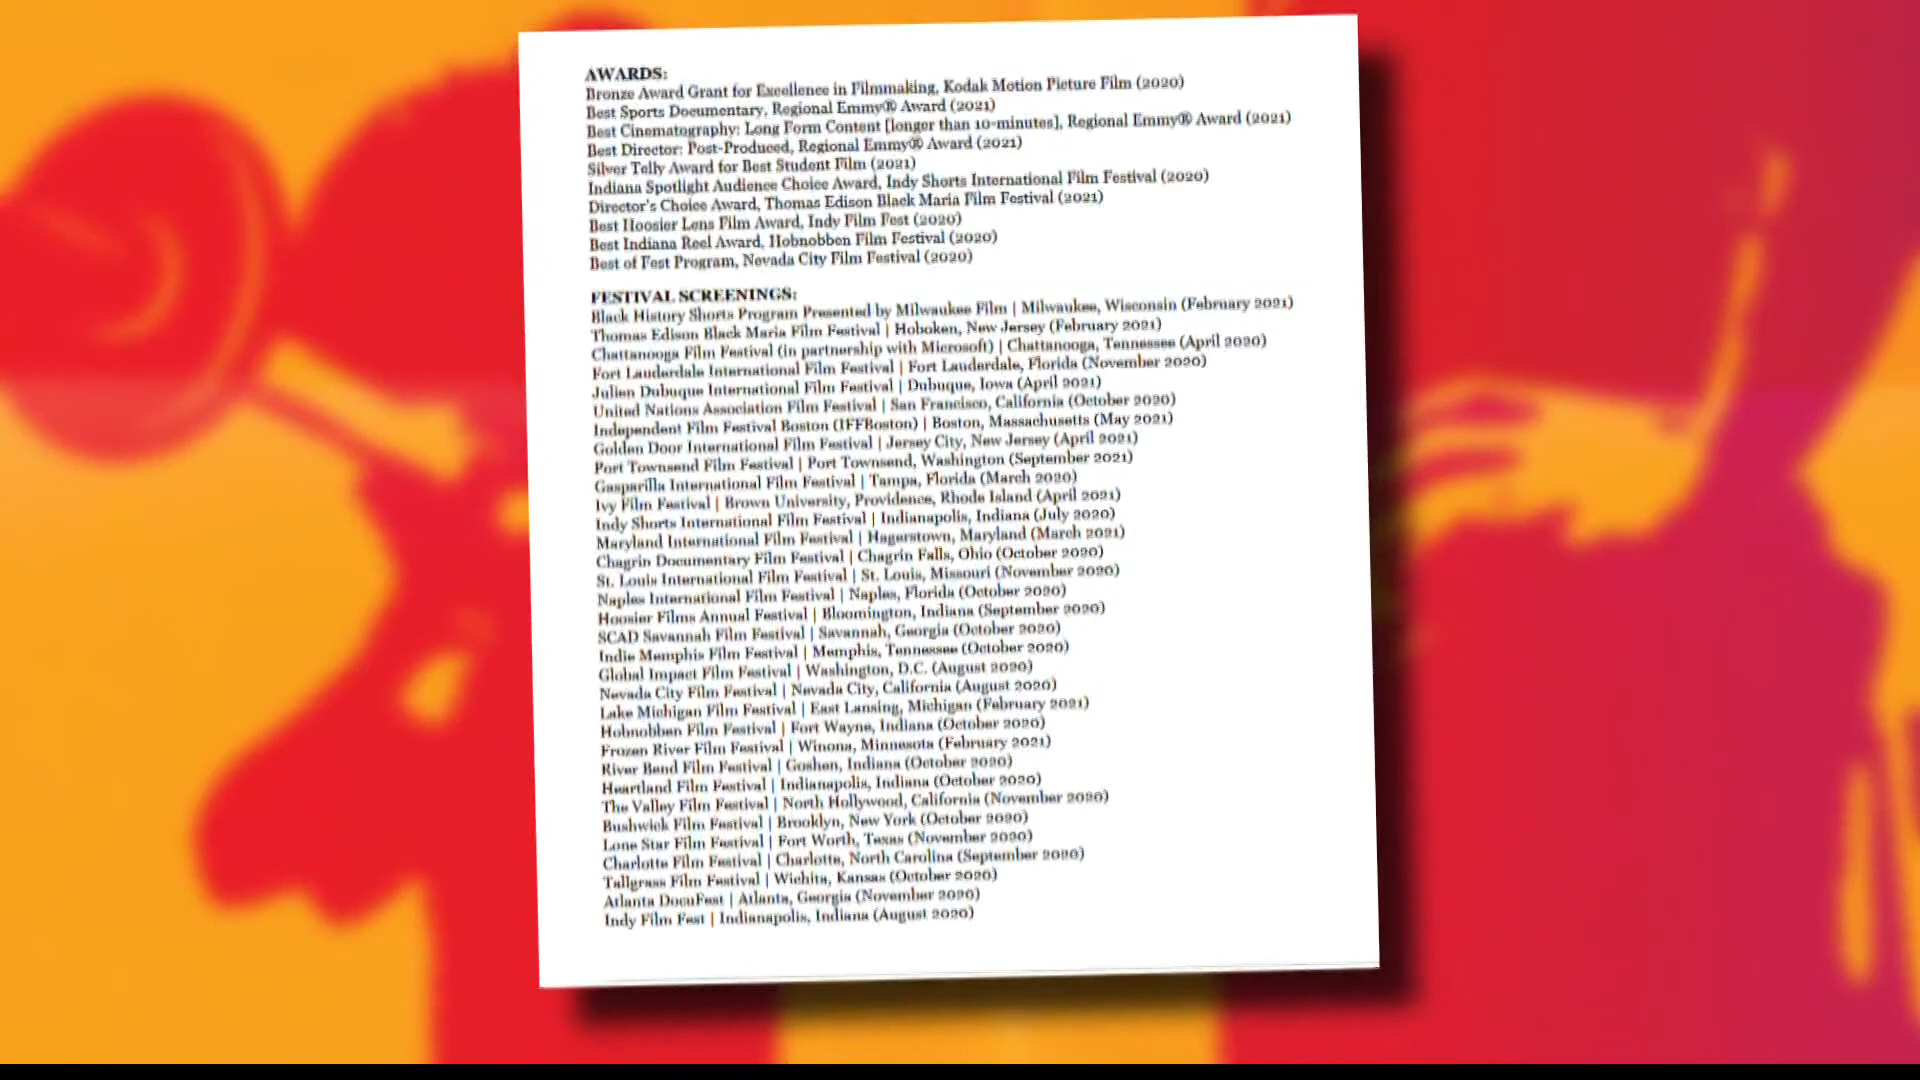 AWARDS:
Bronze Award Grant for Excellence in Filmmaking, Kodak Motion Picture Film (2020)
Best Sports Documentary, Regional Emmy® Award (2021)
Best Cinematography: Long Form Content [longer than 10-minutes], Regional Emmy® Award (2021)
Best Director: Post-Produced, Regional Emmy® Award (2021)
Silver Telly Award for Best Student Film (2021)
Indiana Spotlight Audience Choice Award, Indy Shorts International Film Festival (2020)
Director's Choice Award, Thomas Edison Black Maria Film Festival (2021)
Best Hoosier Lens Film Award, Indy Film Fest (2020)
Best Indiana Reel Award, Hobnobben Film Festival (2020)
Best of Fest Program, Nevada City Film Festival (2020)
FESTIVAL SCREENINGS:
Black History Shorts Program Presented by Milwaukee Film | Milwaukee, Wisconsin (February 2021)
Thomas Edison Black Maria Film Festival | Hoboken, New Jersey (February 2021)
Chattanooga Film Festival (in partnership with Microsoft) | Chattanooga, Tennessee (April 2020)
Fort Lauderdale International Film Festival | Fort Lauderdale, Florida (November 2020)
Julien Dubuque International Film Festival | Dubuque, Iowa (April 2021)
United Nations Association Film Festival | San Francisco, California (October 2020)
Independent Film Festival Boston (IFFBoston) | Boston, Massachusetts (May 2021)
Golden Door International Film Festival | Jersey City, New Jersey (April 2021)
Port Townsend Film Festival | Port Townsend, Washington (September 2021)
Gasparilla International Film Festival | Tampa, Florida (March 2020)
Ivy Film Festival | Brown University, Providence, Rhode Island (April 2021)
Indy Shorts International Film Festival | Indianapolis, Indiana (July 2020)
Maryland International Film Festival | Hagerstown, Maryland (March 2021)
Chagrin Documentary Film Festival | Chagrin Falls, Ohio (October 2020)
St. Louis International Film Festival | St. Louis, Missouri (November 2020)
Naples International Film Festival | Naples, Florida (October 2020)
Hoosier Films Annual Festival | Bloomington, Indiana (September 2020)
SCAD Savannah Film Festival | Savannah, Georgia (October 2020)
Indie Memphis Film Festival | Memphis, Tennessee (October 2020)
Global Impact Film Festival | Washington, D.C. (August 2020)
Nevada City Film Festival | Nevada City, California (August 2020)
Lake Michigan Film Festival | East Lansing, Michigan (February 2021)
Hobnobben Film Festival | Fort Wayne, Indiana (October 2020)
Frozen River Film Festival | Winona, Minnesota (February 2021)
River Bend Film Festival | Goshen, Indiana (October 2020)
Heartland Film Festival | Indianapolis, Indiana (October 2020)
The Valley Film Festival | North Hollywood, California (November 2020)
Bushwick Film Festival | Brooklyn, New York (October 2020)
Lone Star Film Festival | Fort Worth, Texas (November 2020)
Charlotte Film Festival | Charlotte, North Carolina (September 2020)
Tallgrass Film Festival | Wichita, Kansas (October 2020)
Atlanta DocuFest | Atlanta, Georgia (November 2020)
Indy Film Fest | Indianapolis, Indiana (August 2020)